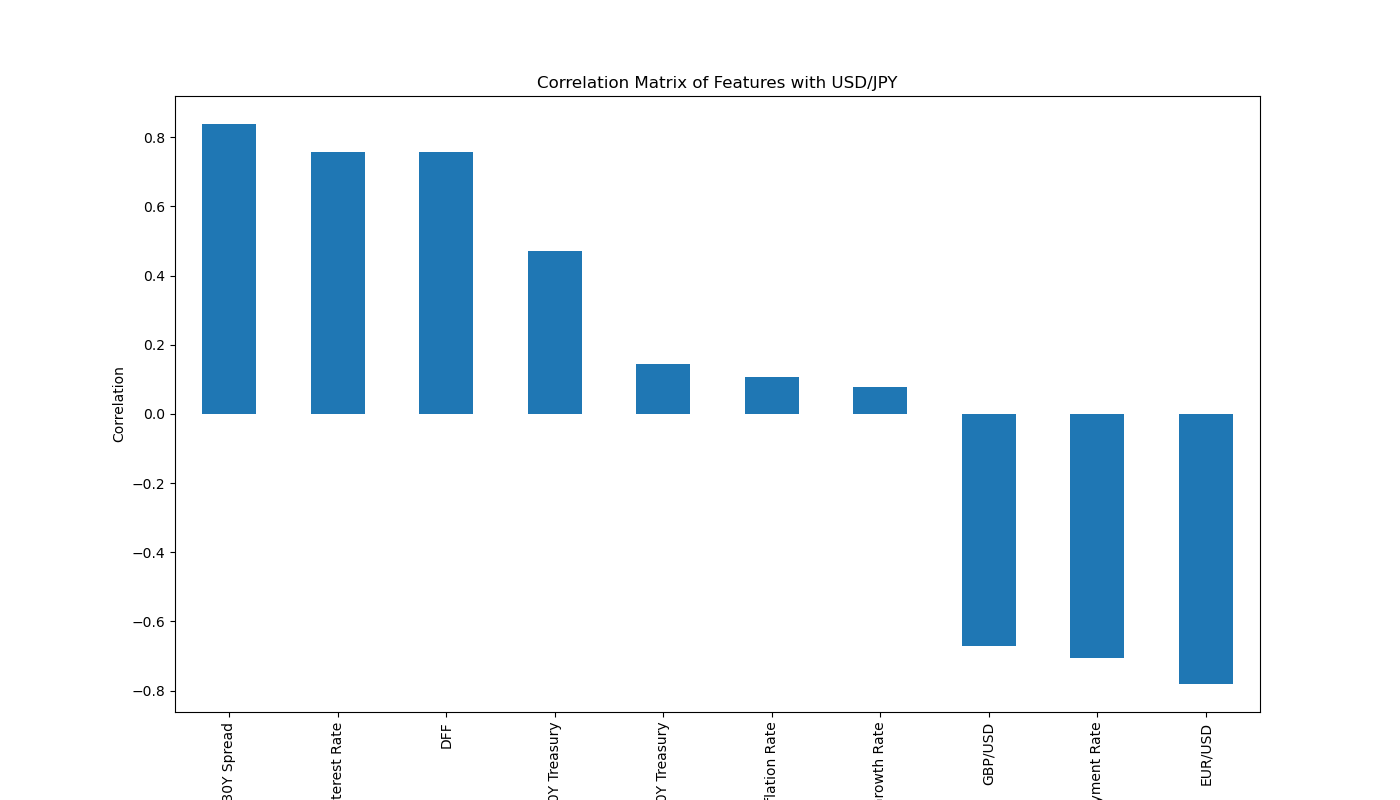 Correlation Matrix of Features with USD/JPY
Correlation
0.8
0.6
0.4
0.2
0.0
−0.2
−0.4
−0.6
−0.8
30Y Spread
terest Rate
DFF
0Y Treasury
0Y Treasury
flation Rate
rowth Rate
GBP/USD
yment Rate
EUR/USD